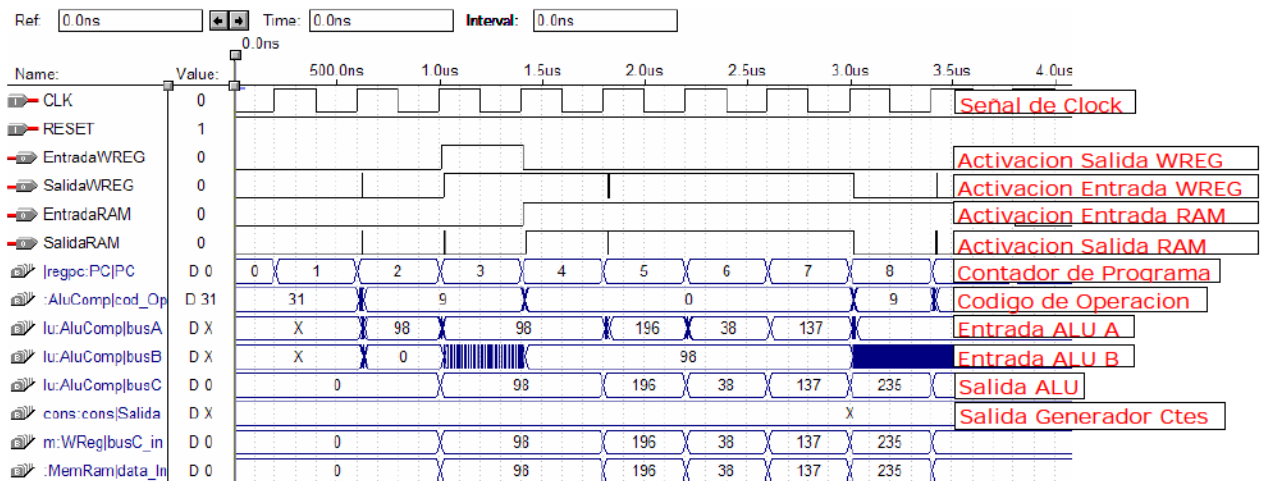 Ref: 0.0ns Time: 0.0ns Interval: 0.0ns
0.0ns
Name: Value: 500.0ns 1.0us 1.5us 2.0us 2.5us 3.0us 3.5us 4.0us
CLK 0 Señal de Clock
RESET 1
EntradaWREG 0 Activacion Salida WREG
SalidaWREG 0 Activacion Entrada WREG
EntradaRAM 0 Activacion Entrada RAM
SalidaRAM 0 Activacion Salida RAM
|regpc:PC|PC D 0 0 1 2 3 4 5 6 7 8 Contador de Programa
:AluComp|cod_Op D 31 31 9 0 9 Codigo de Operacion
lu:AluComp|busA D X X 98 98 196 38 137 Entrada ALU A
lu:AluComp|busB D X X 0 98 Entrada ALU B
lu:AluComp|busC D 0 0 98 196 38 137 235 Salida ALU
cons:cons|Salida D X X Salida Generador Ctes
m:WReg|busC_in D 0 0 98 196 38 137 235
:MemRam|data_In D 0 0 98 196 38 137 235